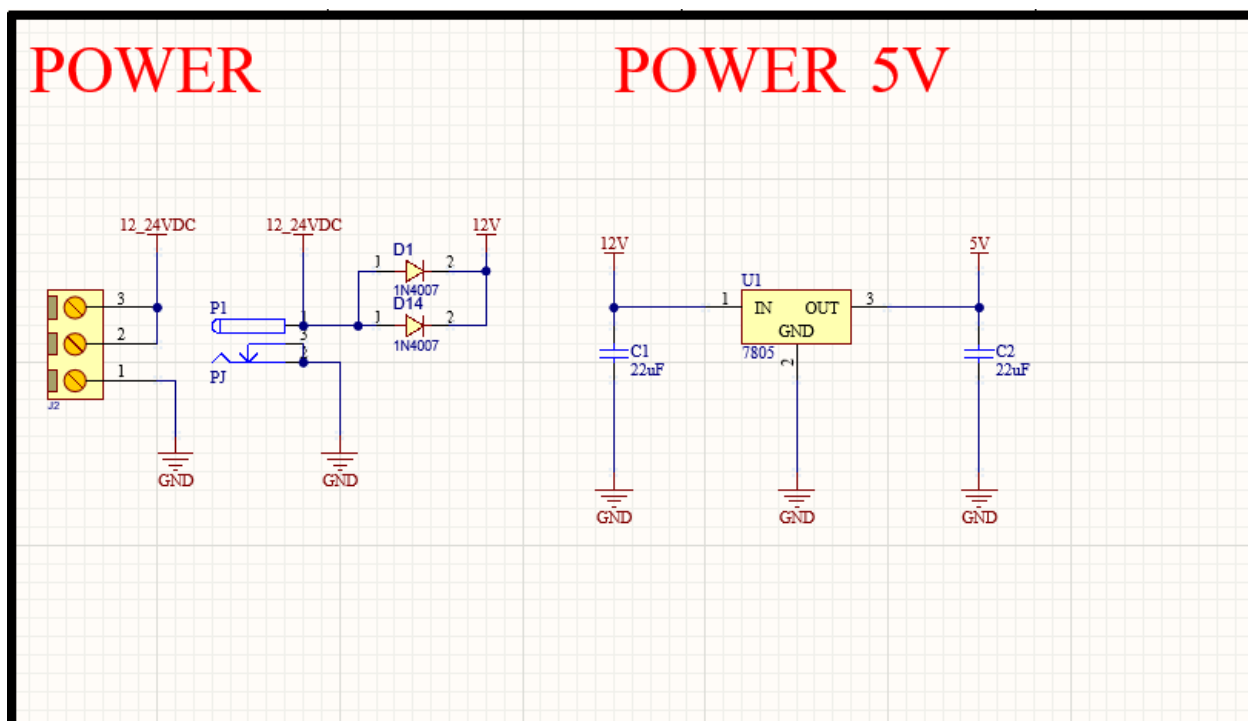 POWER
POWER 5V
12_24VDC
3
2
1
J2
GND
12_24VDC
P1
1
3
2
PJ
GND
12V
D1
1
2
1N4007
D14
1
2
1N4007
12V
C1
22uF
GND
U1
1
IN
OUT
3
GND
7805
2
GND
5V
C2
22uF
GND